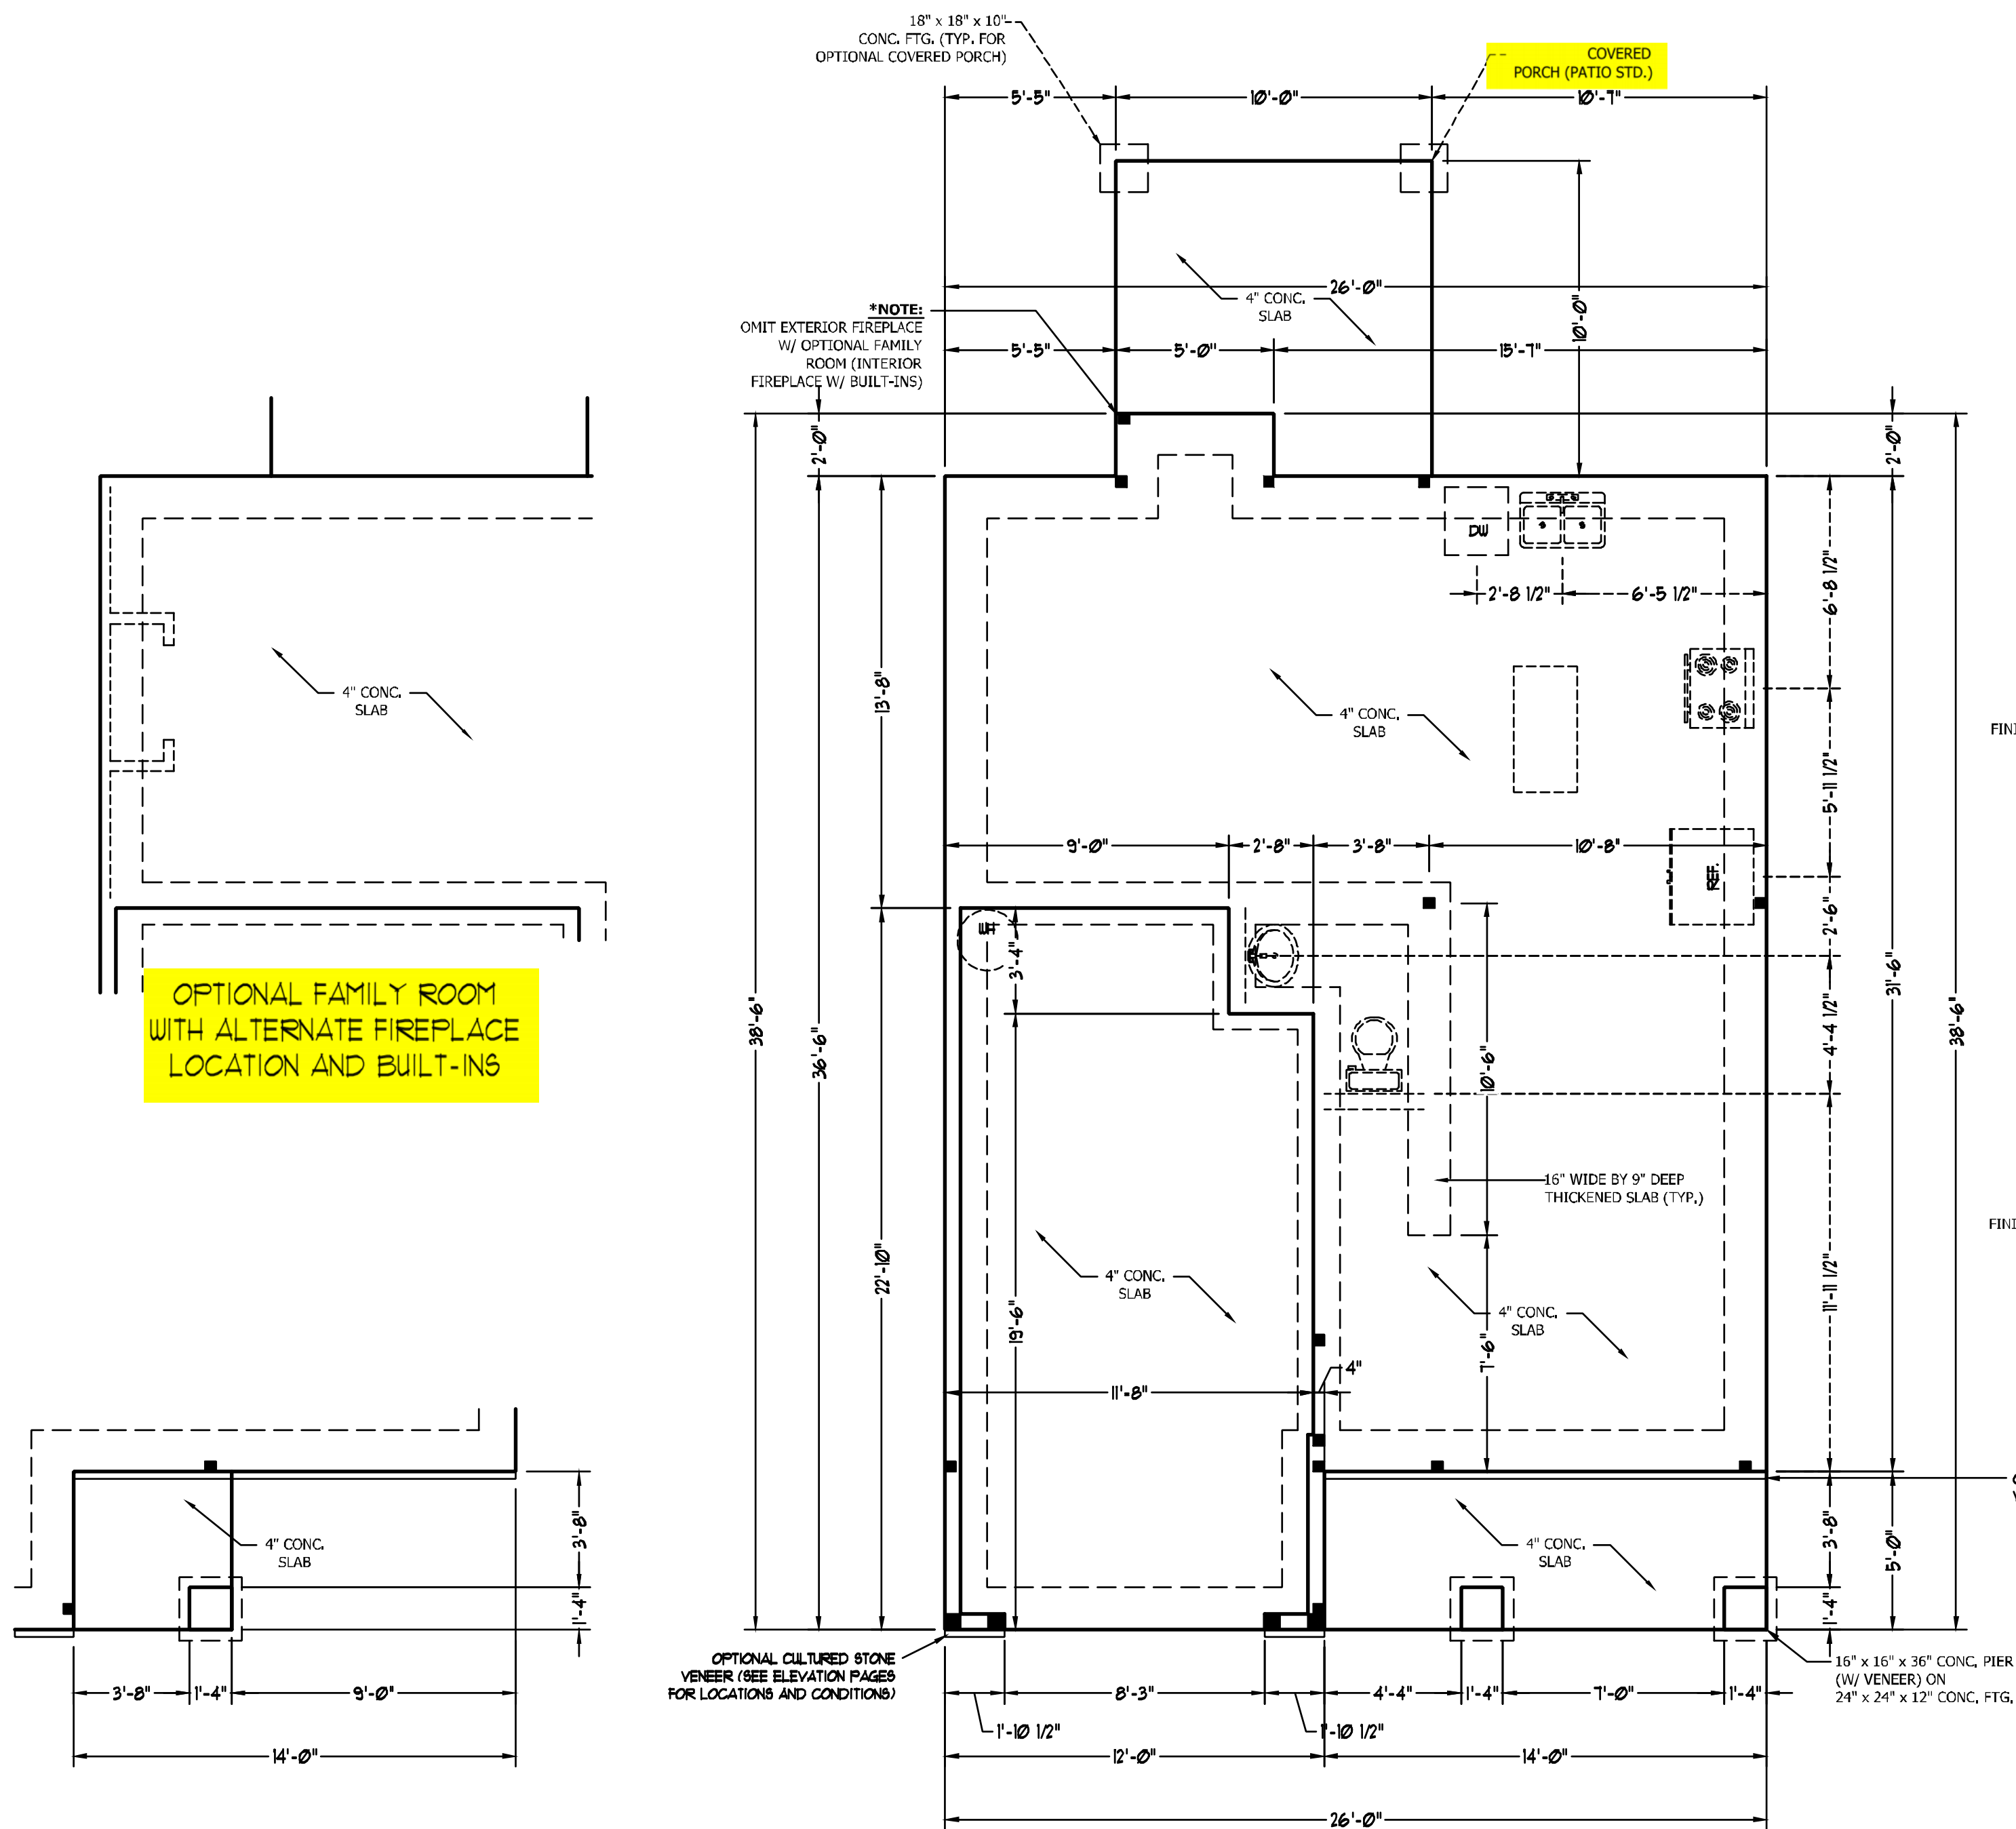 18" x 18" x 10"
CONC. FTG. (TYP. FOR
OPTIONAL COVERED PORCH)
COVERED
PORCH (PATIO STD.)
5'-5"
10'-0"
10'-7"
26'-0"
4" CONC.
SLAB
10'-0"
*NOTE:
OMIT EXTERIOR FIREPLACE
W/ OPTIONAL FAMILY
ROOM (INTERIOR
FIREPLACE W/ BUILT-INS)
5'-5"
5'-0"
15'-7"
2'-0"
2'-0"
DW
2'-8 1/2"
6'-5 1/2"
6'-8 1/2"
13'-8"
4" CONC.
SLAB
4" CONC.
SLAB
5'-11 1/2"
FINI
9'-0"
2'-8"
3'-8"
10'-8"
REF.
2'-6"
WH
3'-4"
OPTIONAL FAMILY ROOM
WITH ALTERNATE FIREPLACE
LOCATION AND BUILT-INS
38'-6"
36'-6"
10'-6"
4'-4 1/2"
31'-6"
38'-6"
16" WIDE BY 9" DEEP
THICKENED SLAB (TYP.)
FINI
22'-10"
19'-6"
4" CONC.
SLAB
4" CONC.
SLAB
11'-11 1/2"
7'-6"
4"
11'-8"
4" CONC.
SLAB
3'-8"
1'-4"
4" CONC.
SLAB
3'-8"
5'-0"
1'-4"
OPTIONAL CULTURED STONE
VENEER (SEE ELEVATION PAGES
FOR LOCATIONS AND CONDITIONS)
16" x 16" x 36" CONC. PIER
(W/ VENEER) ON
24" x 24" x 12" CONC. FTG.
3'-8"
1'-4"
9'-0"
8'-3"
4'-4"
1'-4"
7'-0"
1'-4"
1'-10 1/2"
1'-10 1/2"
14'-0"
12'-0"
14'-0"
26'-0"